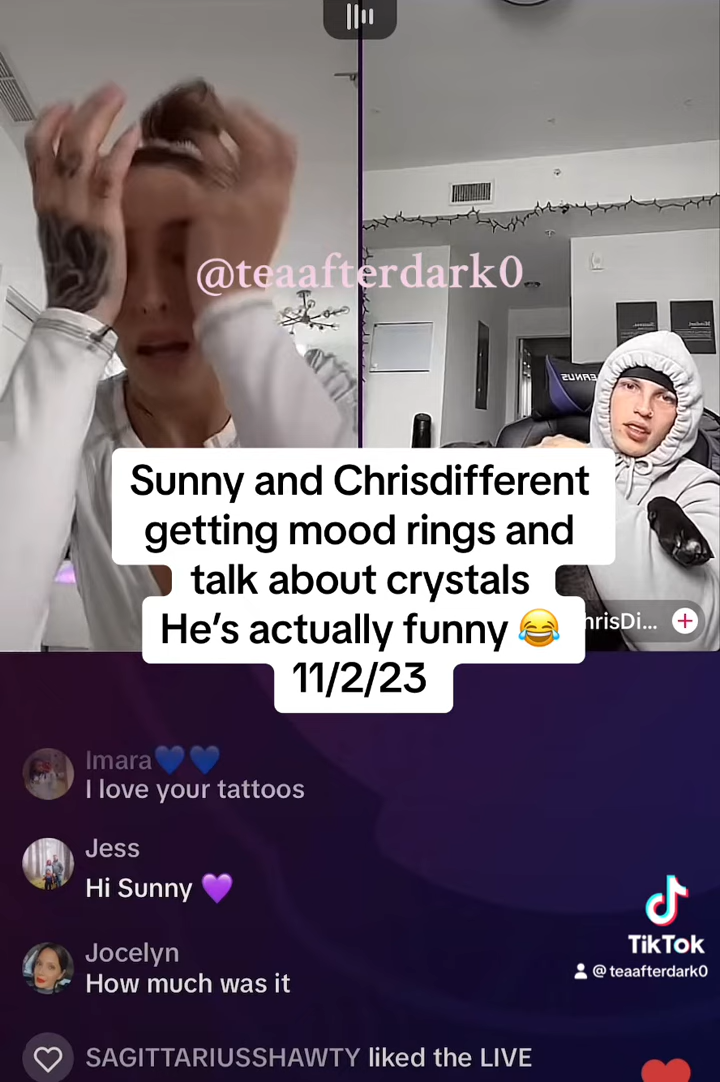 @teaafterdark0
Sunny and Chrisdifferent
getting mood rings and
talk about crystals
He's actually funny 😂
11/2/23
hrisDi...
Imara💙💙
I love your tattoos
Jess
Hi Sunny 💜
Jocelyn
How much was it
TikTok
@teaafterdark0
SAGITTARIUSSHAWTY liked the LIVE